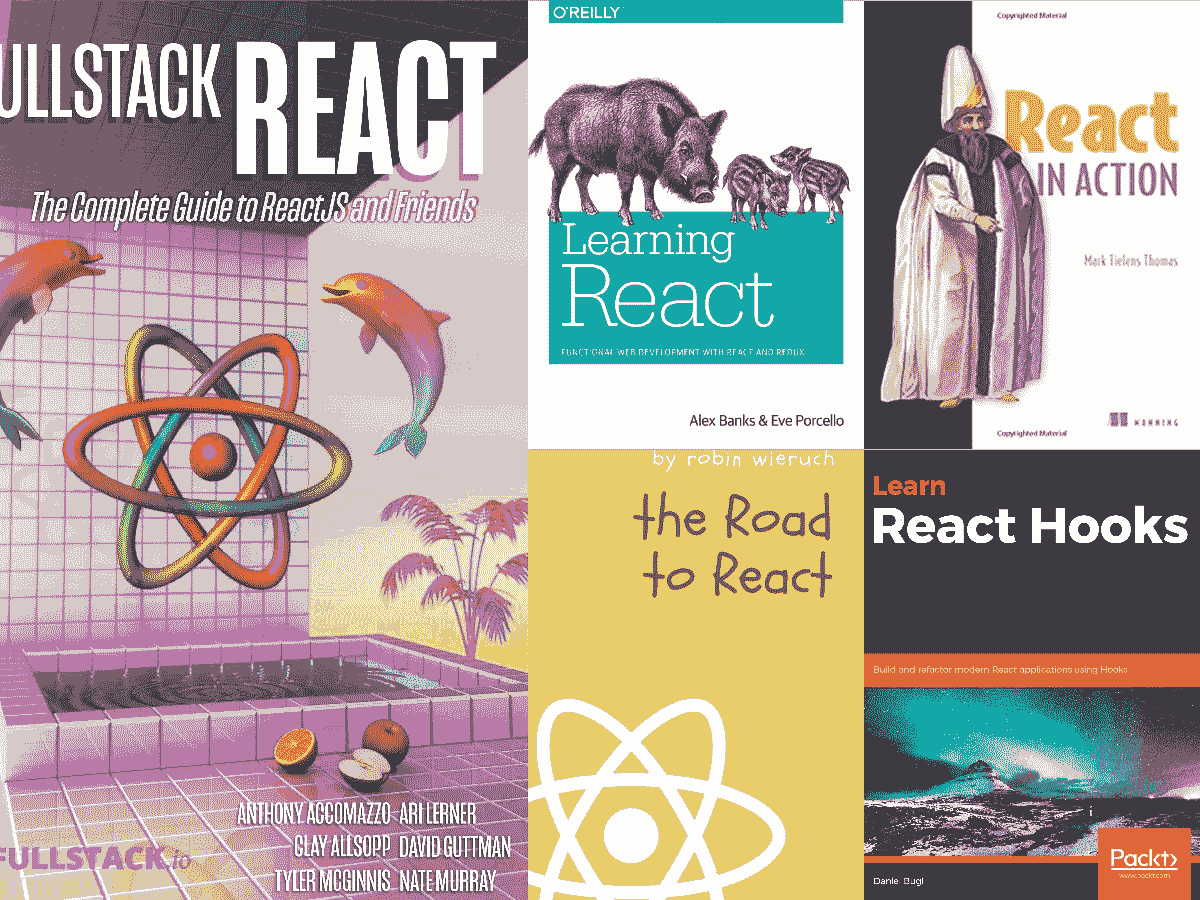 ULLSTACK REACT
The Complete Guide to ReactJS and Friends
ANTHONY ACCOMAZZO ARI LERNER
CLAY ALLSOPP DAVID GUTTMAN
TYLER MCGINNIS NATE MURRAY
FULLSTACK.io
O'REILLY
Learning
React
FUNCTIONAL WEB DEVELOPMENT WITH REACT AND REDUX
Alex Banks & Eve Porcello
Copyrighted Material
React
IN ACTION
Mark Tielens Thomas
MANNING
Copyrighted Material
by robin wieruch
the Road
to React
Learn
React Hooks
Build and refactor modern React applications using Hooks
Daniel Bugl
Packt>
www.packt.com